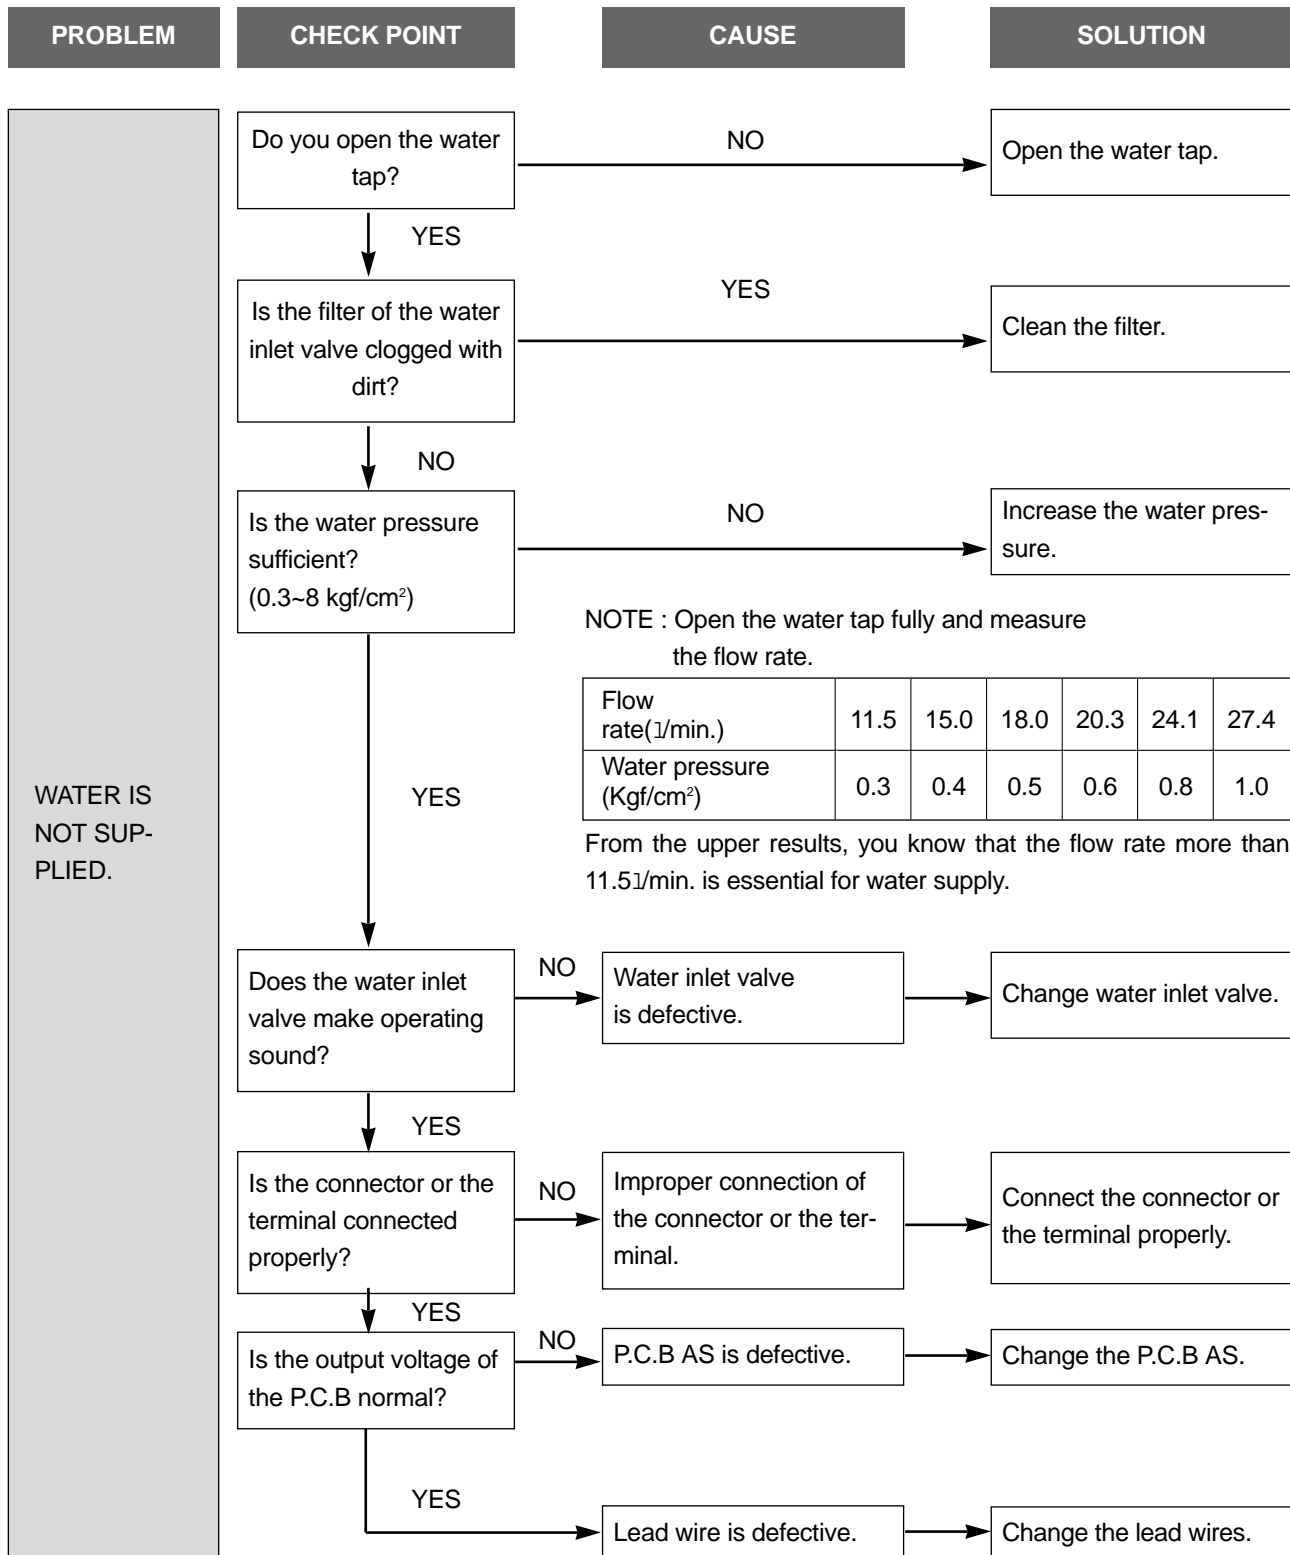 PROBLEM
CHECK POINT
CAUSE
SOLUTION
WATER IS
NOT SUP-
PLIED.
Do you open the water
tap?
NO
Open the water tap.
YES
Is the filter of the water
inlet valve clogged with
dirt?
YES
Clean the filter.
NO
Is the water pressure
sufficient?
(0.3~8 kgf/cm²)
NO
Increase the water pres-
sure.
NOTE : Open the water tap fully and measure
the flow rate.
Flow
rate(l/min.)
11.5 15.0 18.0 20.3 24.1 27.4
Water pressure
(Kgf/cm²)
0.3 0.4 0.5 0.6 0.8 1.0
From the upper results, you know that the flow rate more than
11.5l/min. is essential for water supply.
YES
Does the water inlet
valve make operating
sound?
NO
Water inlet valve
is defective.
Change water inlet valve.
YES
Is the connector or the
terminal connected
properly?
NO
Improper connection of
the connector or the ter-
minal.
Connect the connector or
the terminal properly.
YES
Is the output voltage of
the P.C.B normal?
NO
P.C.B AS is defective.
Change the P.C.B AS.
YES
Lead wire is defective.
Change the lead wires.